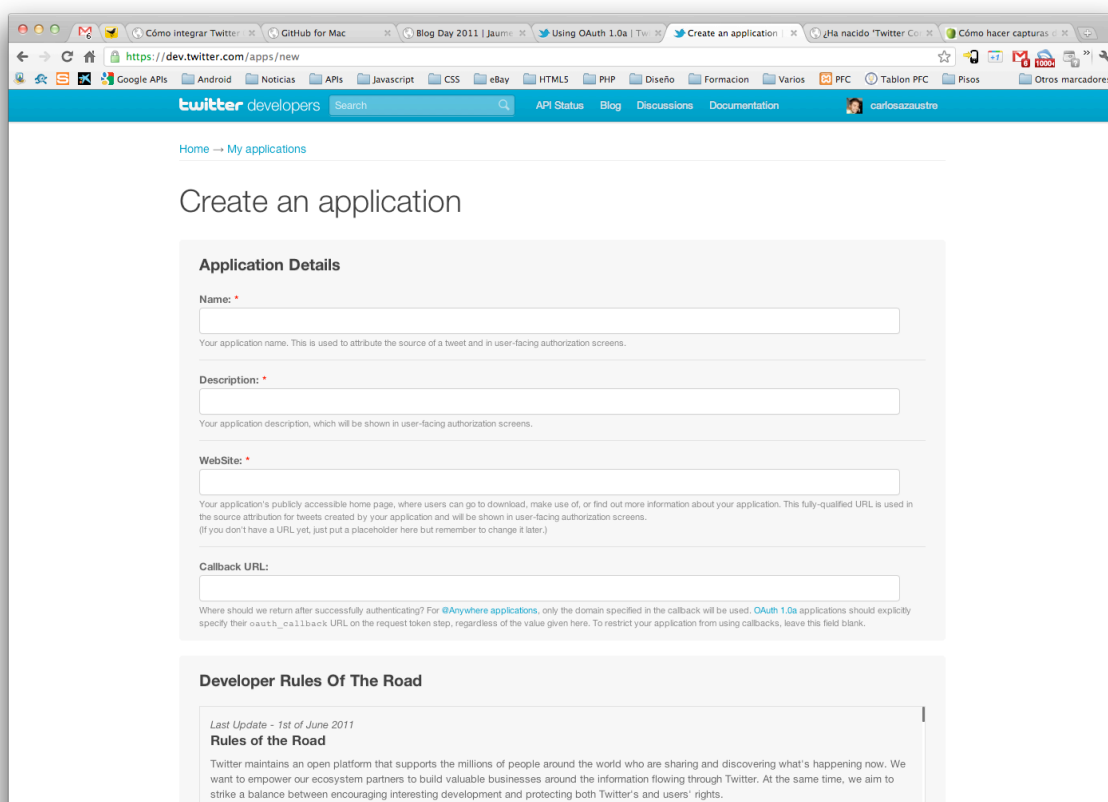 Cómo integrar Twitter
GitHub for Mac
Blog Day 2011 | Jaume
Using OAuth 1.0a | Tw
Create an application |
¿Ha nacido 'Twitter Co
Cómo hacer capturas d
https://dev.twitter.com/apps/new
Google APIs Android Noticias APIs Javascript CSS eBay HTML5 PHP Diseño Formacion Varios PFC Tablon PFC Pisos Otros marcadores
twitter developers Search API Status Blog Discussions Documentation carlosazaustre
Home → My applications
Create an application
Application Details
Name: *
Your application name. This is used to attribute the source of a tweet and in user-facing authorization screens.
Description: *
Your application description, which will be shown in user-facing authorization screens.
WebSite: *
Your application's publicly accessible home page, where users can go to download, make use of, or find out more information about your application. This fully-qualified URL is used in
the source attribution for tweets created by your application and will be shown in user-facing authorization screens.
(If you don't have a URL yet, just put a placeholder here but remember to change it later.)
Callback URL:
Where should we return after successfully authenticating? For @Anywhere applications, only the domain specified in the callback will be used. OAuth 1.0a applications should explicitly
specify their oauth_callback URL on the request token step, regardless of the value given here. To restrict your application from using callbacks, leave this field blank.
Developer Rules Of The Road
Last Update - 1st of June 2011
Rules of the Road
Twitter maintains an open platform that supports the millions of people around the world who are sharing and discovering what's happening now. We
want to empower our ecosystem partners to build valuable businesses around the information flowing through Twitter. At the same time, we aim to
strike a balance between encouraging interesting development and protecting both Twitter's and users' rights.